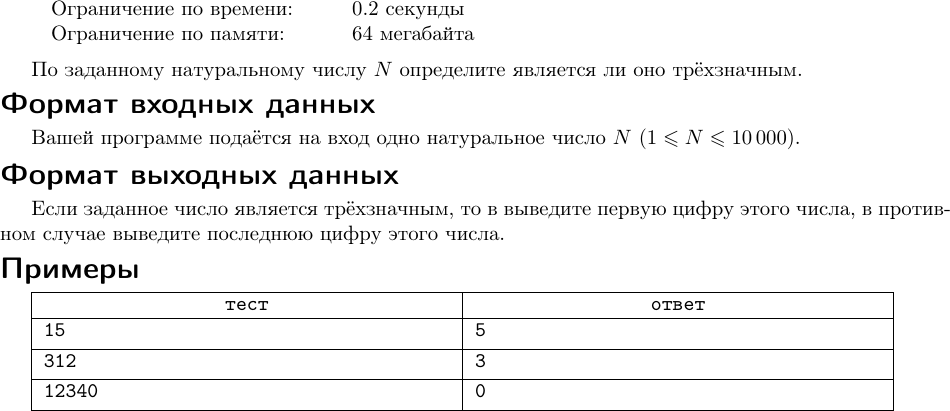 Ограничение по времени: 0.2 секунды
Ограничение по памяти: 64 мегабайта
По заданному натуральному числу N определите является ли оно трёхзначным.
Формат входных данных
Вашей программе подаётся на вход одно натуральное число N (1 ⩽ N ⩽ 10 000).
Формат выходных данных
Если заданное число является трёхзначным, то в выведите первую цифру этого числа, в против-
ном случае выведите последнюю цифру этого числа.
Примеры
тест ответ
15 5
312 3
12340 0